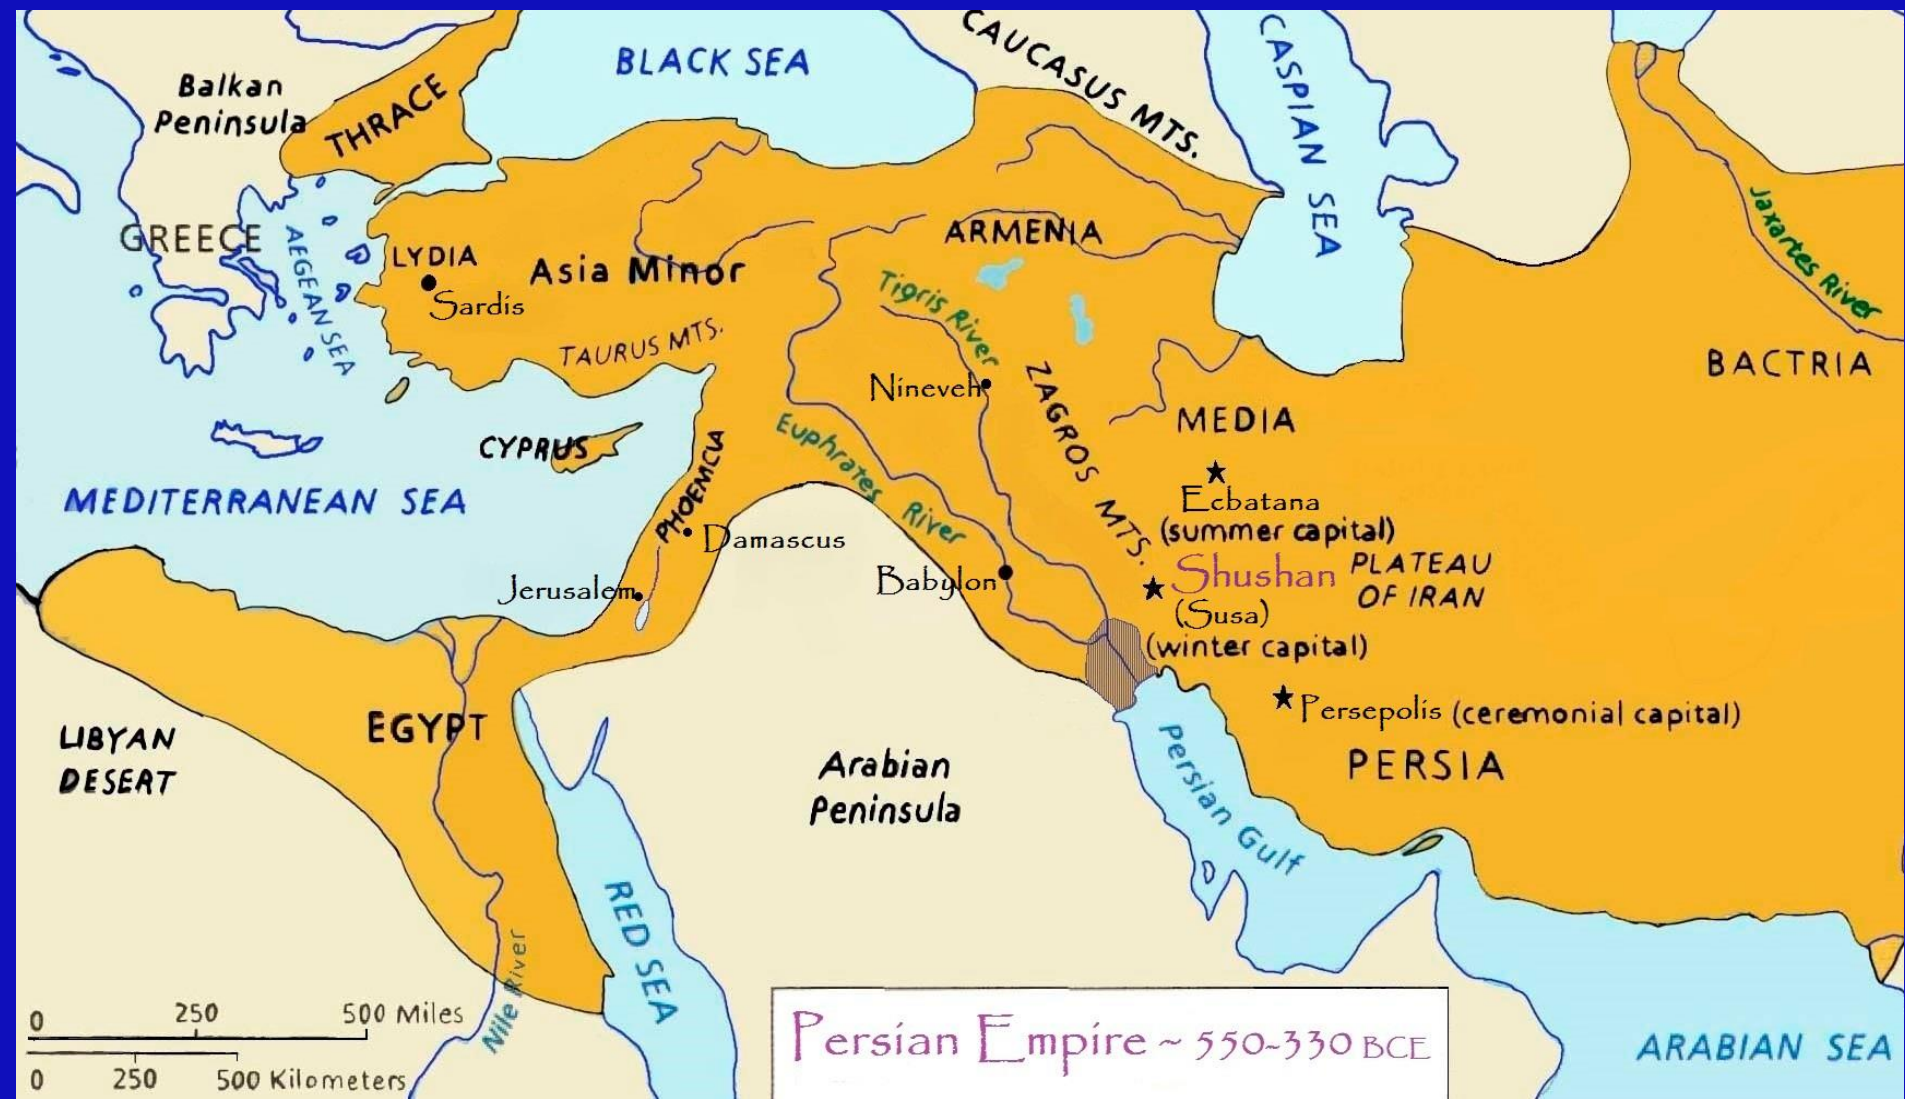 BLACK SEA
CAUCASUS MTS.
CASPIAN SEA
Balkan
Peninsula
THRACE
GREECE
AEGEAN SEA
LYDIA
Sardis
Asia Minor
TAURUS MTS.
ARMENIA
Tigris River
Nineveh
ZAGROS MTS.
Jaxartes River
BACTRIA
MEDIA
Ecbatana
(summer capital)
Shushan
(Susa)
(winter capital)
PLATEAU
OF IRAN
Persepolis (ceremonial capital)
PERSIA
CYPRUS
MEDITERRANEAN SEA
PHOEMCIA
Damascus
Jerusalem
Euphrates River
Babylon
LIBYAN
DESERT
EGYPT
Nile River
RED SEA
Arabian
Peninsula
Persian Gulf
ARABIAN SEA
0 250 500 Miles
0 250 500 Kilometers
Persian Empire ~ 550-330 BCE